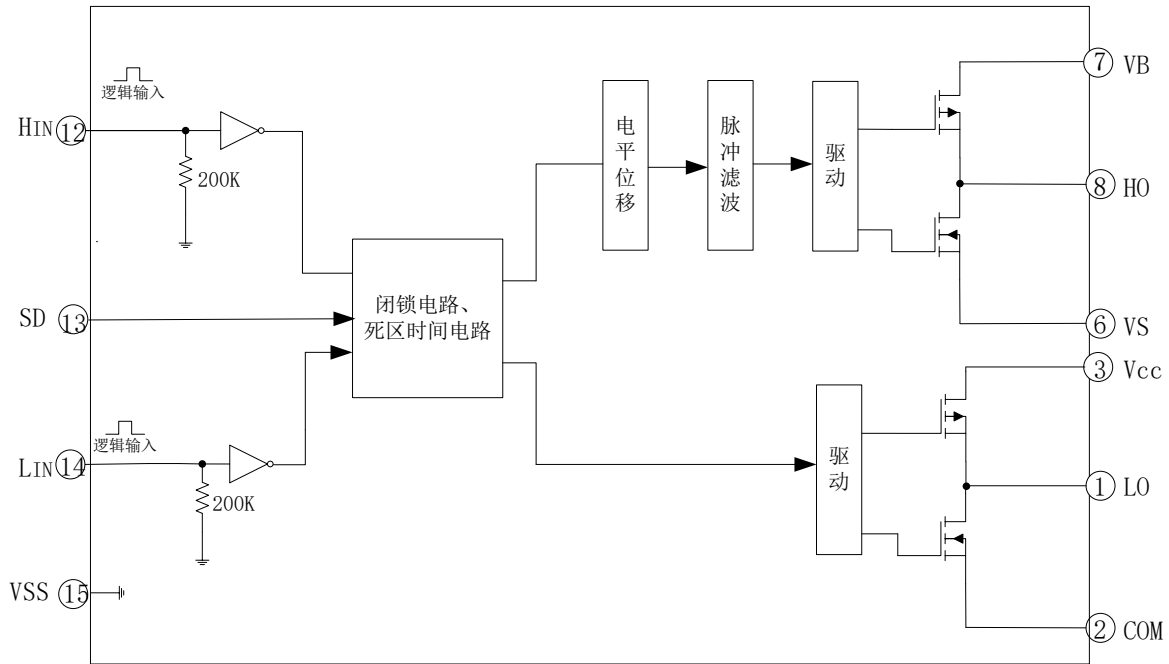 逻辑输入
HIN 12
200K
SD 13
逻辑输入
LIN 14
200K
VSS 15
闭锁电路、
死区时间电路
电平位移
脉冲滤波
驱动
驱动
7 VB
8 HO
6 VS
3 Vcc
1 LO
2 COM